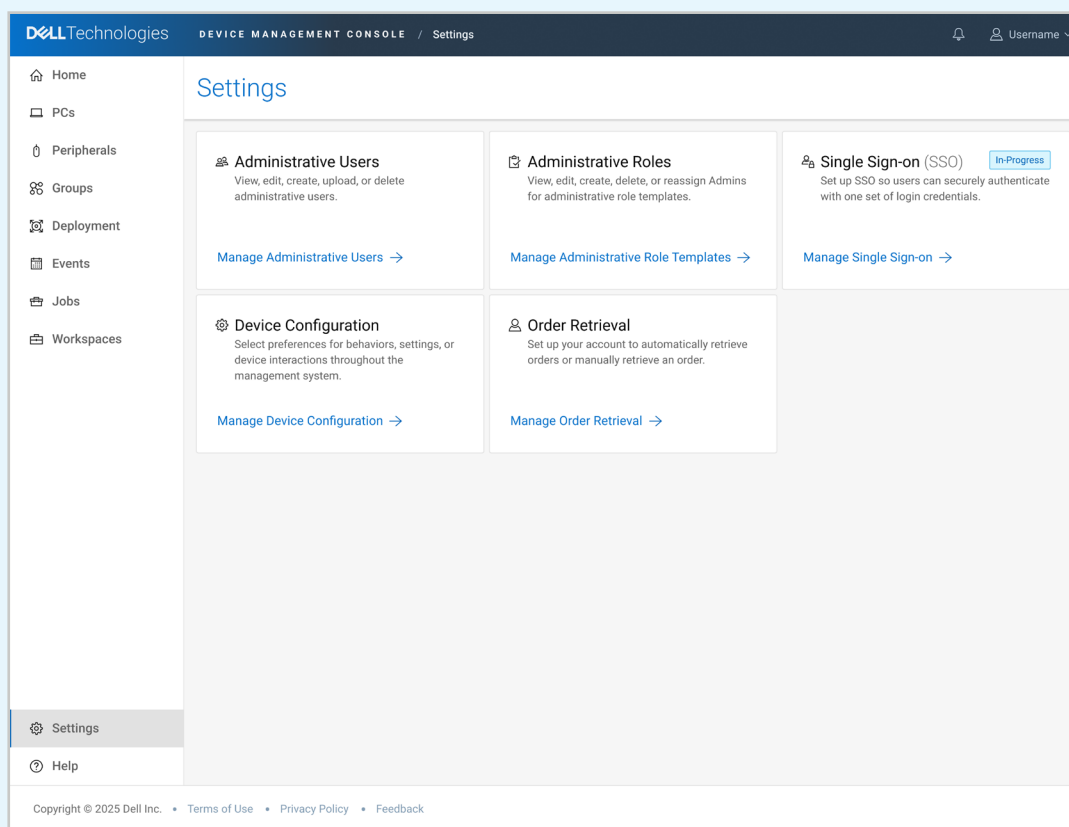 DELLTechnologies DEVICE MANAGEMENT CONSOLE / Settings Username
Home
PCs
Peripherals
Groups
Deployment
Events
Jobs
Workspaces
Settings
Help
Settings
Administrative Users
View, edit, create, upload, or delete
administrative users.
Manage Administrative Users →
Administrative Roles
View, edit, create, delete, or reassign Admins
for administrative role templates.
Manage Administrative Role Templates →
Single Sign-on (SSO) In-Progress
Set up SSO so users can securely authenticate
with one set of login credentials.
Manage Single Sign-on →
Device Configuration
Select preferences for behaviors, settings, or
device interactions throughout the
management system.
Manage Device Configuration →
Order Retrieval
Set up your account to automatically retrieve
orders or manually retrieve an order.
Manage Order Retrieval →
Copyright © 2025 Dell Inc. • Terms of Use • Privacy Policy • Feedback